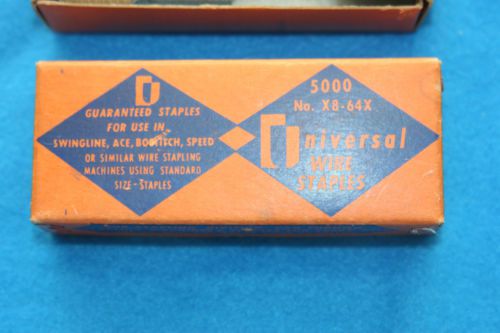 GUARANTEED STAPLES
FOR USE IN
SWINGLINE, ACE, BOSTITCH, SPEED
OR SIMILAR WIRE STAPLING
MACHINES USING STANDARD
SIZE-STAPLES
5000
No. X8-64X
Universal
WIRE
STAPLES